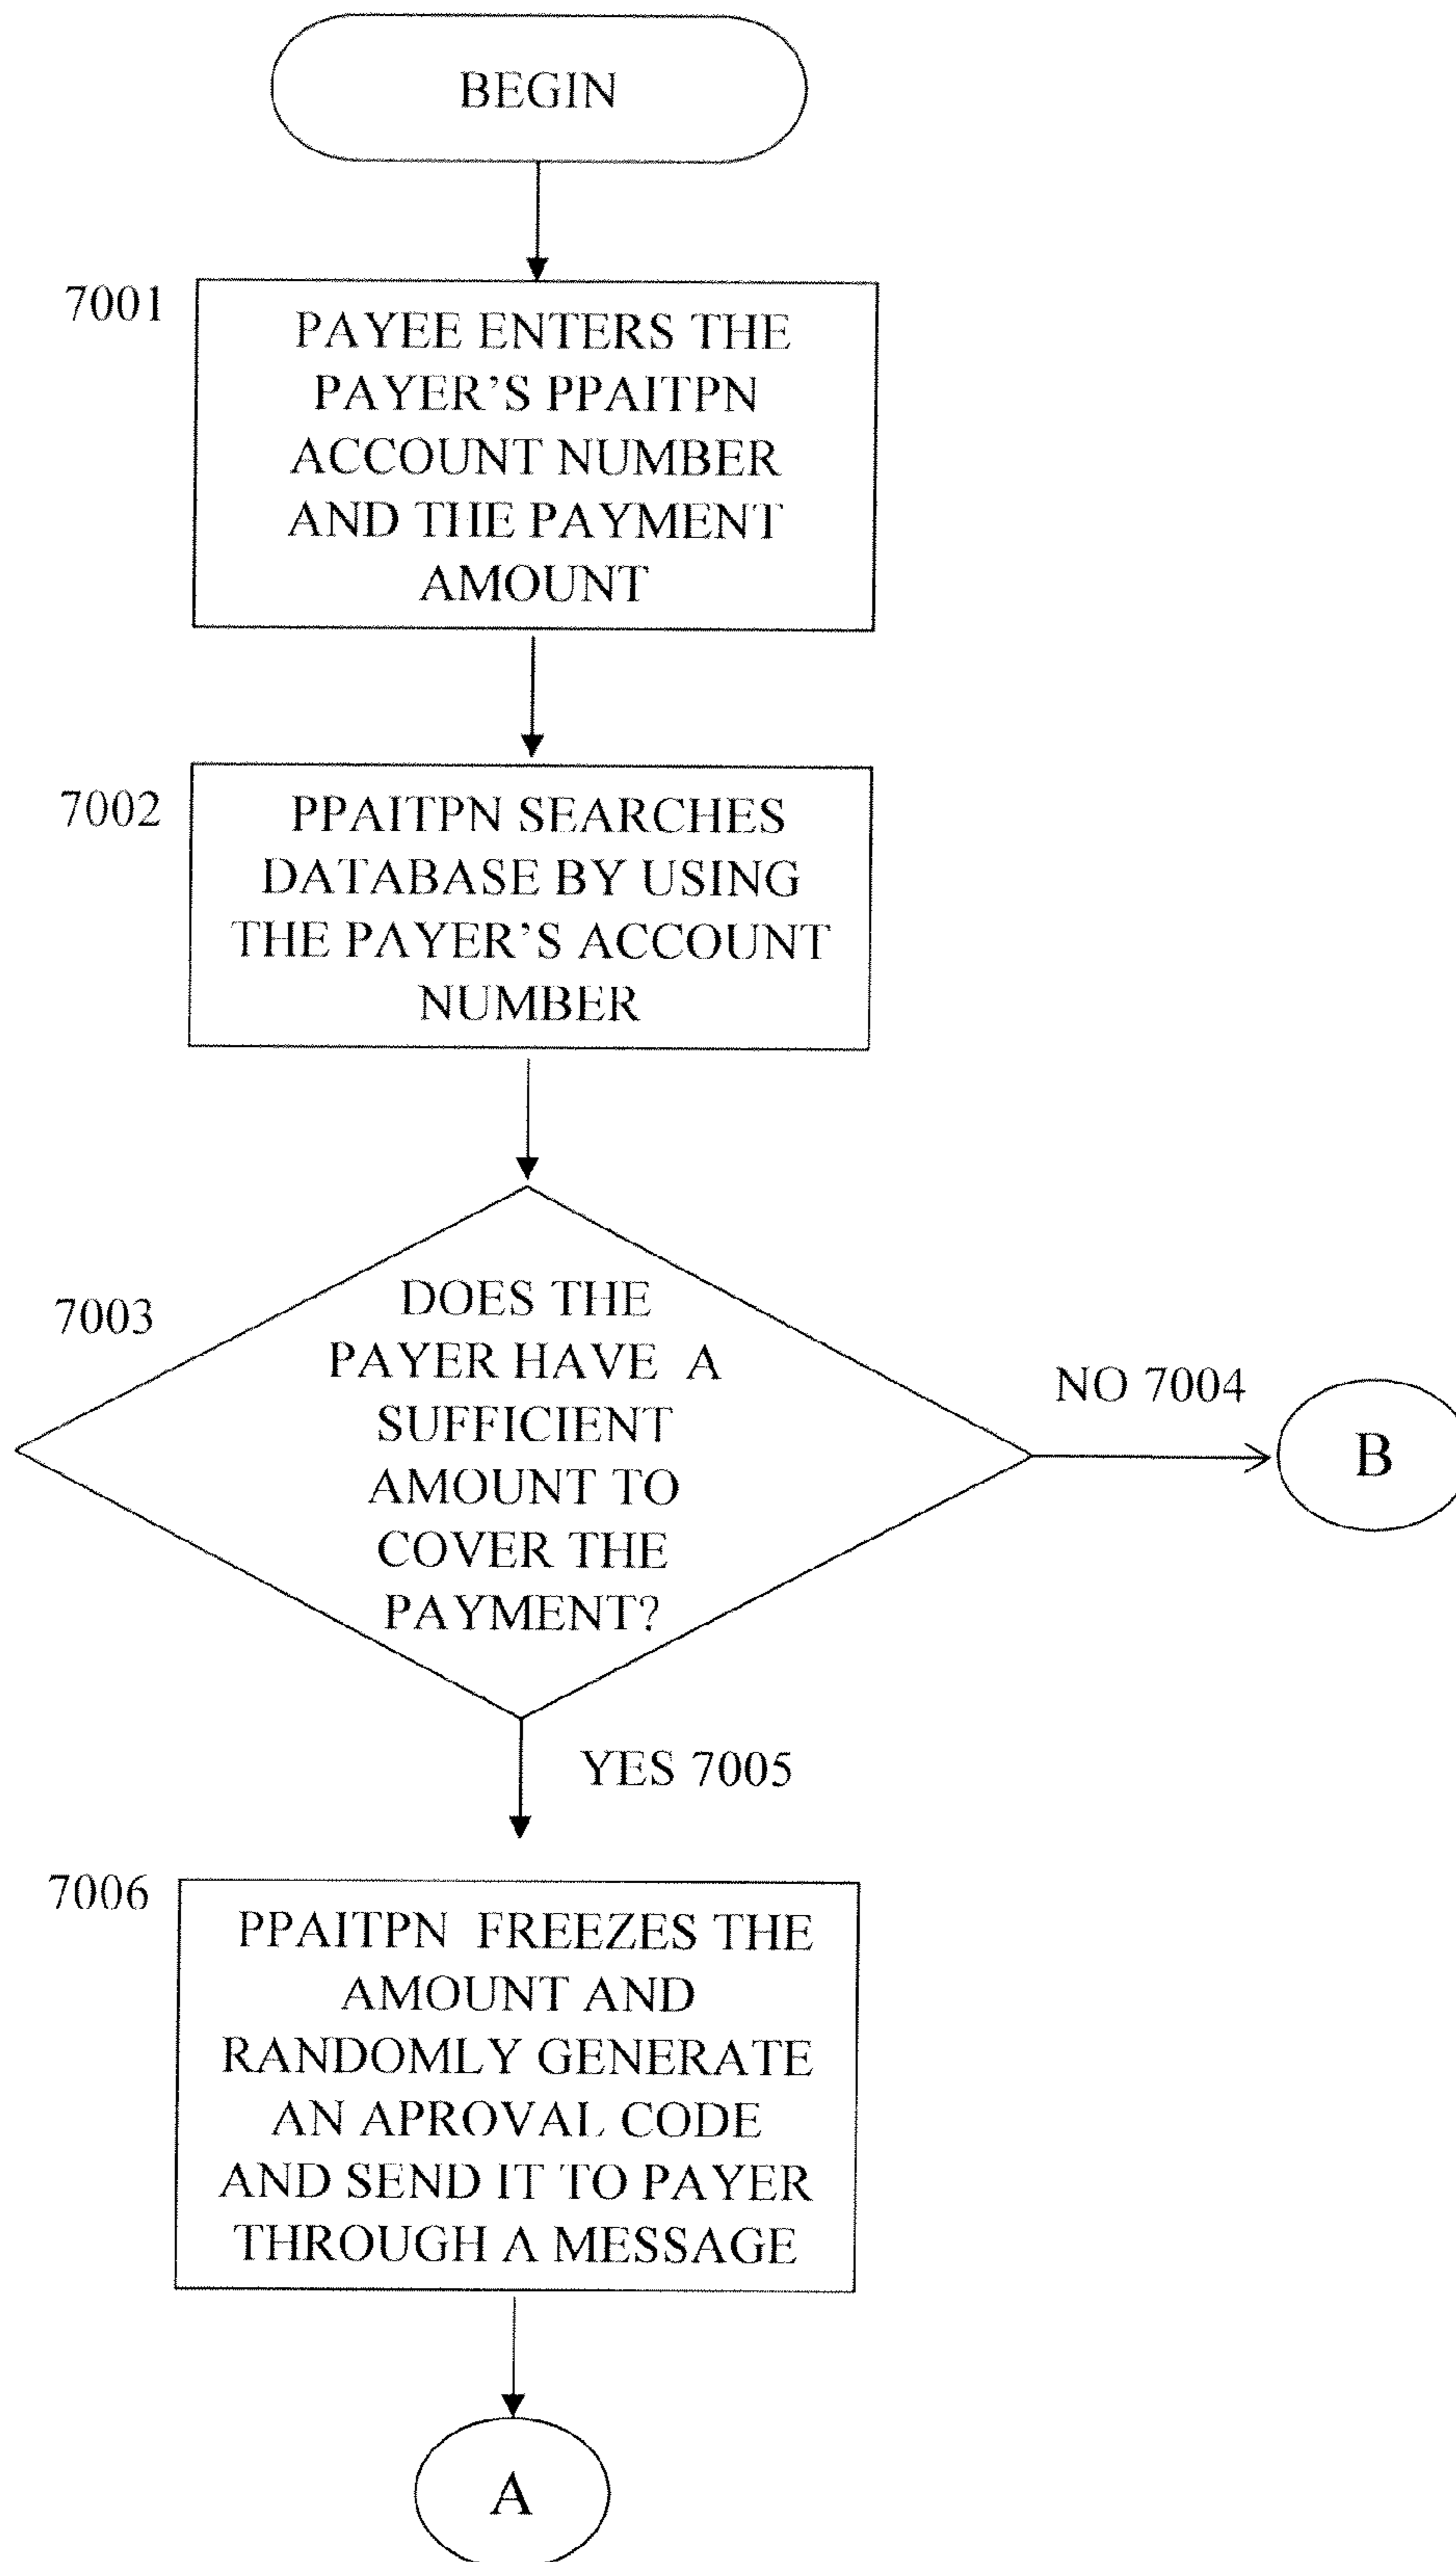 BEGIN
7001
PAYEE ENTERS THE
PAYER'S PPAITPN
ACCOUNT NUMBER
AND THE PAYMENT
AMOUNT
7002
PPAITPN SEARCHES
DATABASE BY USING
THE PAYER'S ACCOUNT
NUMBER
7003
DOES THE
PAYER HAVE A
SUFFICIENT
AMOUNT TO
COVER THE
PAYMENT?
NO 7004
B
YES 7005
7006
PPAITPN FREEZES THE
AMOUNT AND
RANDOMLY GENERATE
AN APROVAL CODE
AND SEND IT TO PAYER
THROUGH A MESSAGE
A